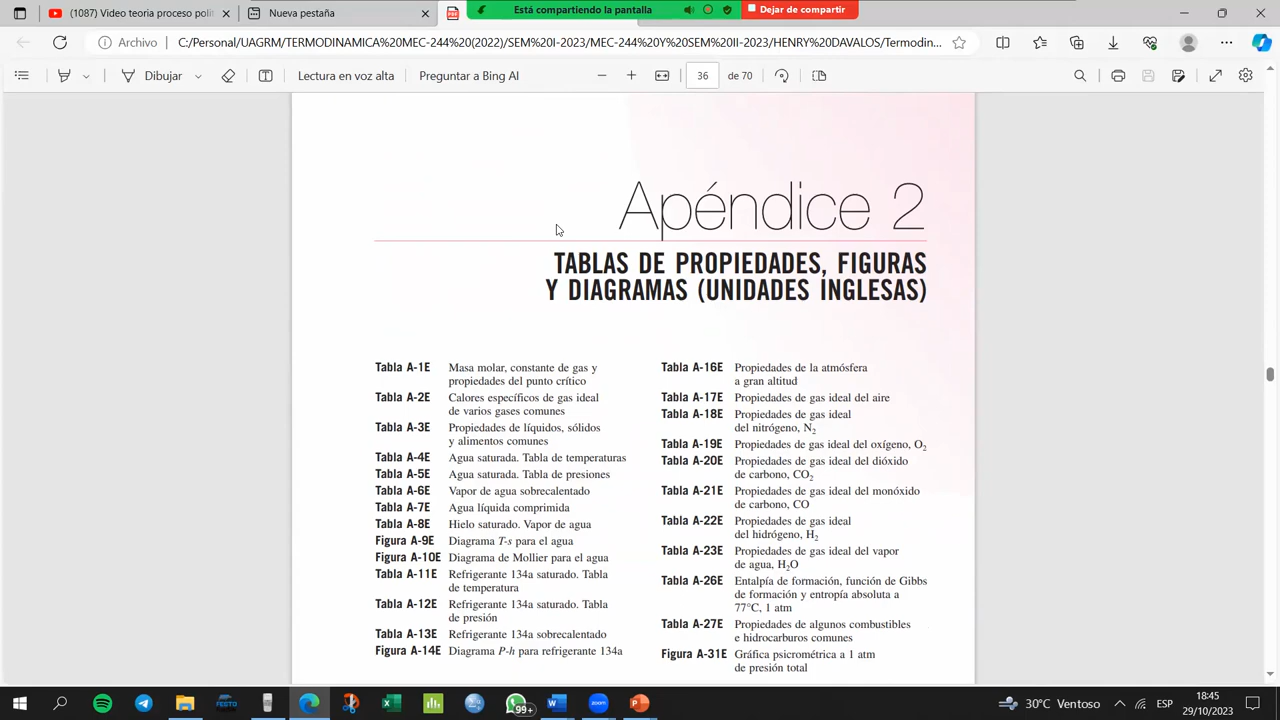 (1087) Video teoria proceso polit
Nueva pestaña
Está compartiendo la pantalla
Dejar de compartir
Archivo
C:/Personal/UAGRM/TERMODINAMICA%20MEC-244%20(2022)/SEM%20I-2023/MEC-244%20Y%20SEM%20II-2023/HENRY%20DAVALOS/Termodin...
Dibujar
Lectura en voz alta
Preguntar a Bing AI
36
de 70
Apéndice 2
TABLAS DE PROPIEDADES, FIGURAS
Y DIAGRAMAS (UNIDADES INGLESAS)
Tabla A-1E Masa molar, constante de gas y
propiedades del punto crítico
Tabla A-2E Calores específicos de gas ideal
de varios gases comunes
Tabla A-3E Propiedades de líquidos, sólidos
y alimentos comunes
Tabla A-4E Agua saturada. Tabla de temperaturas
Tabla A-5E Agua saturada. Tabla de presiones
Tabla A-6E Vapor de agua sobrecalentado
Tabla A-7E Agua líquida comprimida
Tabla A-8E Hielo saturado. Vapor de agua
Figura A-9E Diagrama T-s para el agua
Figura A-10E Diagrama de Mollier para el agua
Tabla A-11E Refrigerante 134a saturado. Tabla
de temperatura
Tabla A-12E Refrigerante 134a saturado. Tabla
de presión
Tabla A-13E Refrigerante 134a sobrecalentado
Figura A-14E Diagrama P-h para refrigerante 134a
Tabla A-16E Propiedades de la atmósfera
a gran altitud
Tabla A-17E Propiedades de gas ideal del aire
Tabla A-18E Propiedades de gas ideal
del nitrógeno, N2
Tabla A-19E Propiedades de gas ideal del oxígeno, O2
Tabla A-20E Propiedades de gas ideal del dióxido
de carbono, CO2
Tabla A-21E Propiedades de gas ideal del monóxido
de carbono, CO
Tabla A-22E Propiedades de gas ideal
del hidrógeno, H2
Tabla A-23E Propiedades de gas ideal del vapor
de agua, H2O
Tabla A-26E Entalpía de formación, función de Gibbs
de formación y entropía absoluta a
77°C, 1 atm
Tabla A-27E Propiedades de algunos combustibles
e hidrocarburos comunes
Figura A-31E Gráfica psicrométrica a 1 atm
de presión total
FESTO
99+
zoom
30°C Ventoso
ESP
18:45
29/10/2023